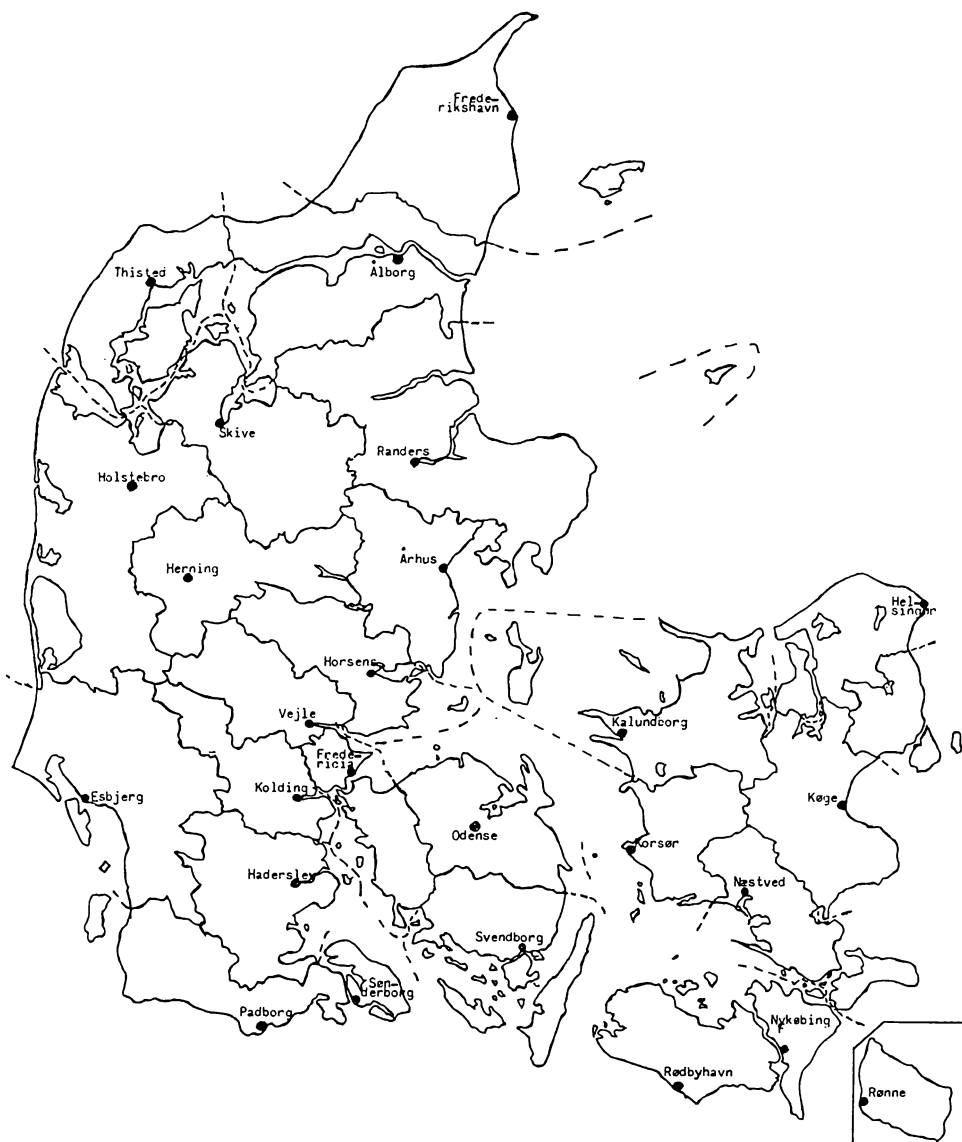 Frede-
rikshavn
Thisted
Ålborg
Skive
Randers
Holstebro
Århus
Herning
Hel-
singør
Horsens
Vejle
Kalundborg
Frede-
ricia
Kolding
Esbjerg
Køge
Odense
Korsør
Haderslev
Næstved
Svendborg
Søn-
derborg
Padborg
Nykøbing
F
Rødbyhavn
Rønne